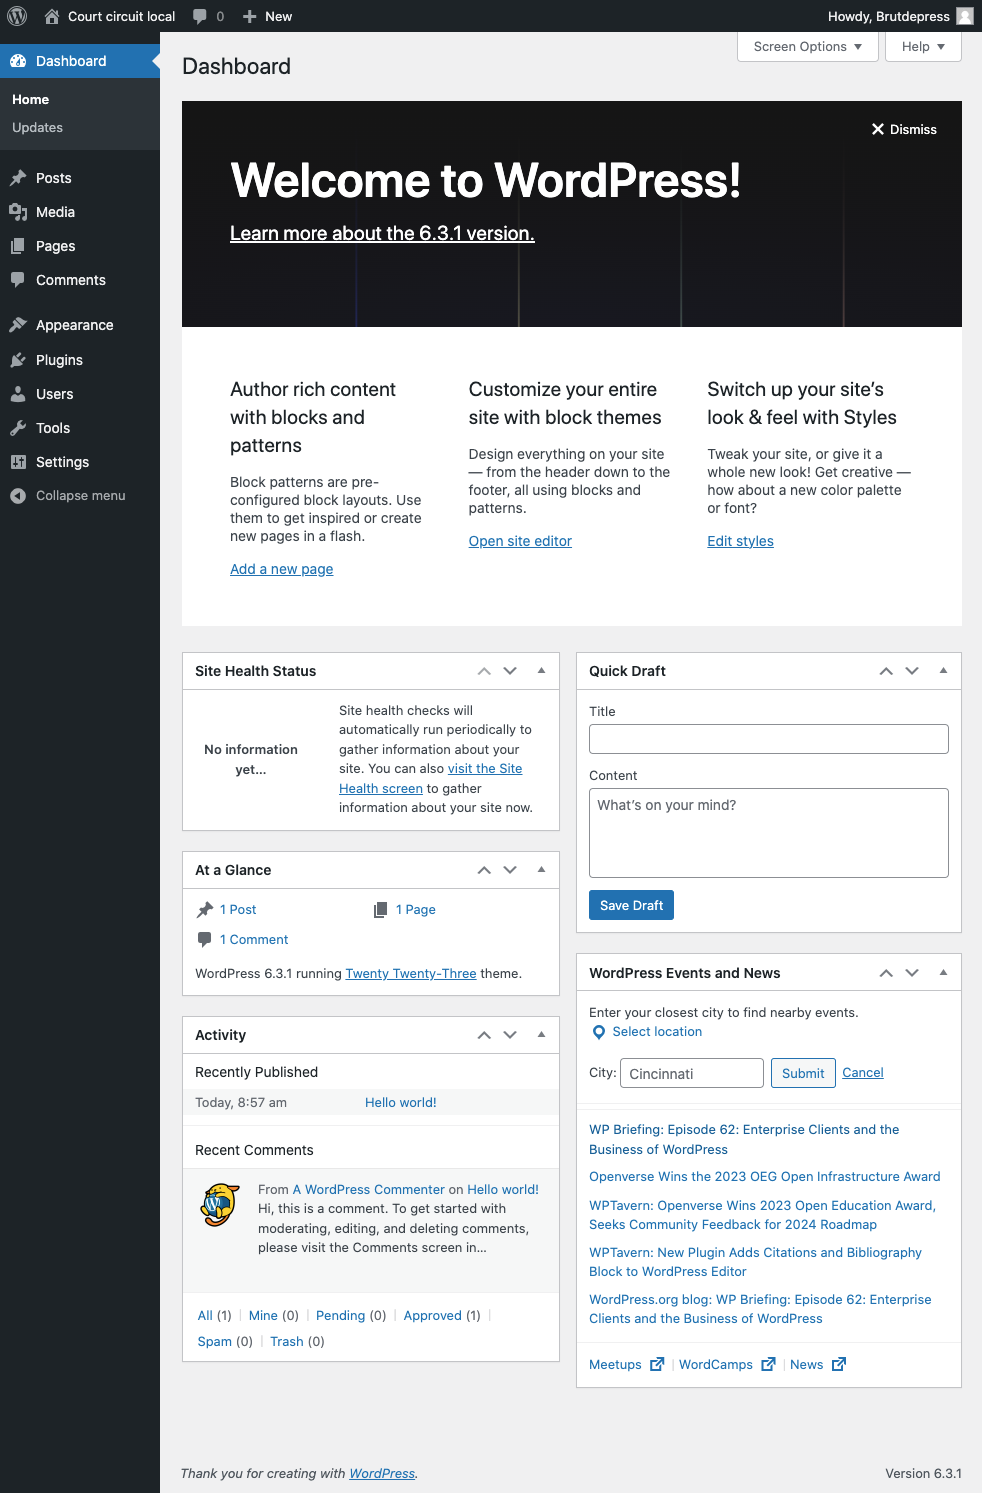 Court circuit local
0
New
Howdy, Brutdepress
Screen Options
Help
Dashboard
Home
Updates
Posts
Media
Pages
Comments
Appearance
Plugins
Users
Tools
Settings
Collapse menu
Dashboard
Dismiss
Welcome to WordPress!
Learn more about the 6.3.1 version.
Author rich content
with blocks and
patterns
Block patterns are pre-
configured block layouts. Use
them to get inspired or create
new pages in a flash.
Add a new page
Customize your entire
site with block themes
Design everything on your site
— from the header down to the
footer, all using blocks and
patterns.
Open site editor
Switch up your site’s
look & feel with Styles
Tweak your site, or give it a
whole new look! Get creative —
how about a new color palette
or font?
Edit styles
Site Health Status
No information
yet...
Site health checks will
automatically run periodically to
gather information about your
site. You can also visit the Site
Health screen to gather
information about your site now.
At a Glance
1 Post
1 Page
1 Comment
WordPress 6.3.1 running Twenty Twenty-Three theme.
Activity
Recently Published
Today, 8:57 am
Hello world!
Recent Comments
From A WordPress Commenter on Hello world!
Hi, this is a comment. To get started with
moderating, editing, and deleting comments,
please visit the Comments screen in…
All (1) | Mine (0) | Pending (0) | Approved (1) |
Spam (0) | Trash (0)
Quick Draft
Title
Content
What’s on your mind?
Save Draft
WordPress Events and News
Enter your closest city to find nearby events.
Select location
City: Cincinnati Submit Cancel
WP Briefing: Episode 62: Enterprise Clients and the
Business of WordPress
Openverse Wins the 2023 OEG Open Infrastructure Award
WPTavern: Openverse Wins 2023 Open Education Award,
Seeks Community Feedback for 2024 Roadmap
WPTavern: New Plugin Adds Citations and Bibliography
Block to WordPress Editor
WordPress.org blog: WP Briefing: Episode 62: Enterprise
Clients and the Business of WordPress
Meetups | WordCamps | News
Thank you for creating with WordPress.
Version 6.3.1